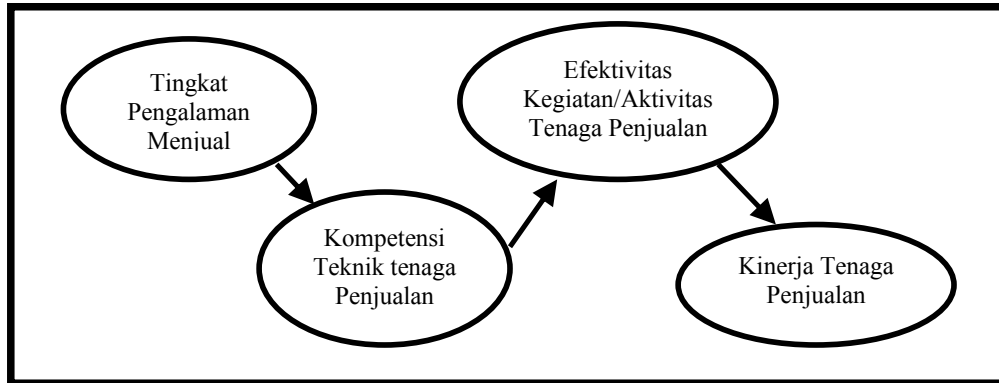 Tingkat
Pengalaman
Menjual
Efektivitas
Kegiatan/Aktivitas
Tenaga Penjualan
Kompetensi
Teknik tenaga
Penjualan
Kinerja Tenaga
Penjualan